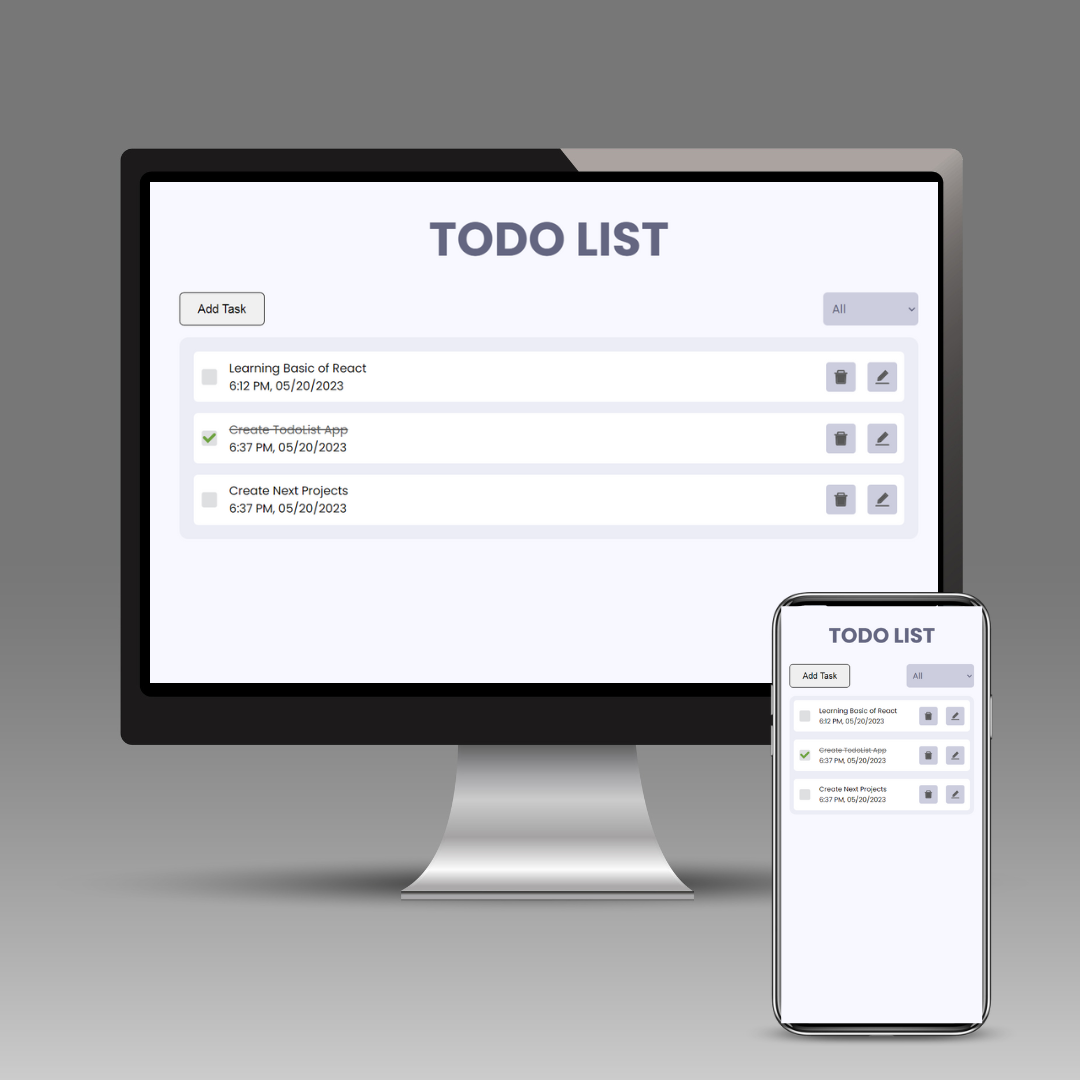 TODO LIST
Add Task
All
Learning Basic of React
6:12 PM, 05/20/2023
Create TodoList App
6:37 PM, 05/20/2023
Create Next Projects
6:37 PM, 05/20/2023
TODO LIST
Add Task
All
Learning Basic of React
6:12 PM, 05/20/2023
Create TodoList App
6:37 PM, 05/20/2023
Create Next Projects
6:37 PM, 05/20/2023